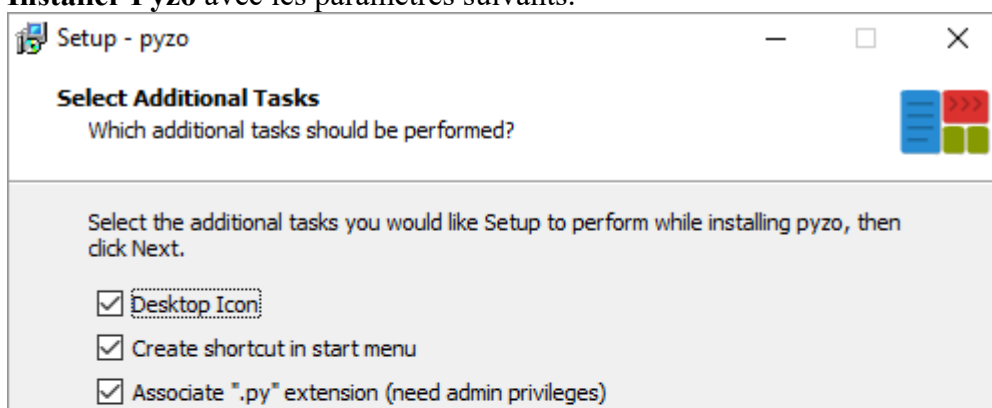 Installer Pyzo avec les paramètres suivants:
Setup - pyzo
Select Additional Tasks
Which additional tasks should be performed?
>>>
Select the additional tasks you would like Setup to perform while installing pyzo, then
click Next.
Desktop Icon
Create shortcut in start menu
Associate ".py" extension (need admin privileges)